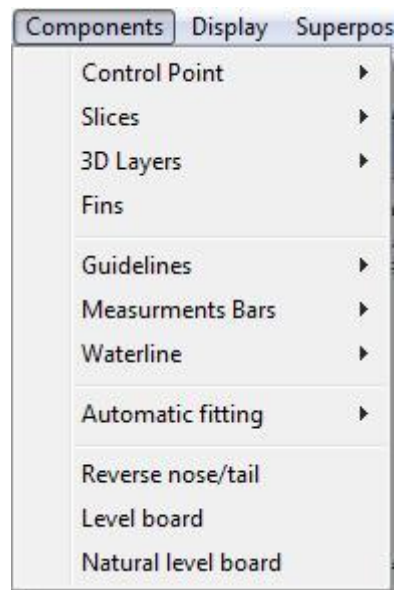 Components Display Superpos
Control Point
Slices
3D Layers
Fins
Guidelines
Measurments Bars
Waterline
Automatic fitting
Reverse nose/tail
Level board
Natural level board